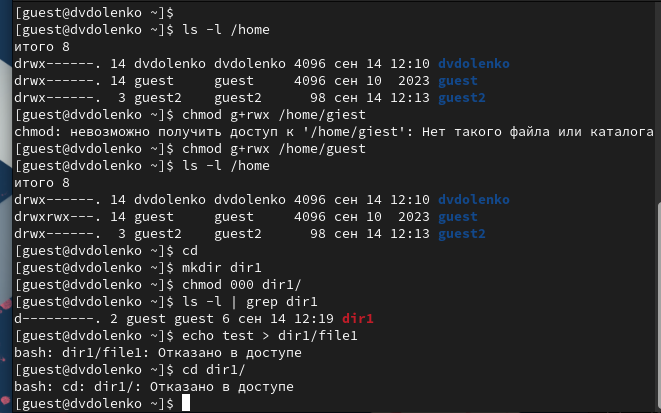 [guest@dvdolenko ~]$
[guest@dvdolenko ~]$ ls -l /home
итого 8
drwx------. 14 dvdolenko dvdolenko 4096 сен 14 12:10 dvdolenko
drwx------. 14 guest     guest     4096 сен 10  2023 guest
drwx------.  3 guest2    guest2      98 сен 14 12:13 guest2
[guest@dvdolenko ~]$ chmod g+rwx /home/giest
chmod: невозможно получить доступ к '/home/giest': Нет такого файла или каталога
[guest@dvdolenko ~]$ chmod g+rwx /home/guest
[guest@dvdolenko ~]$ ls -l /home
итого 8
drwx------. 14 dvdolenko dvdolenko 4096 сен 14 12:10 dvdolenko
drwxrwx---. 14 guest     guest     4096 сен 10  2023 guest
drwx------.  3 guest2    guest2      98 сен 14 12:13 guest2
[guest@dvdolenko ~]$ cd
[guest@dvdolenko ~]$ mkdir dir1
[guest@dvdolenko ~]$ chmod 000 dir1/
[guest@dvdolenko ~]$ ls -l | grep dir1
d---------. 2 guest guest 6 сен 14 12:19 dir1
[guest@dvdolenko ~]$ echo test > dir1/file1
bash: dir1/file1: Отказано в доступе
[guest@dvdolenko ~]$ cd dir1/
bash: cd: dir1/: Отказано в доступе
[guest@dvdolenko ~]$